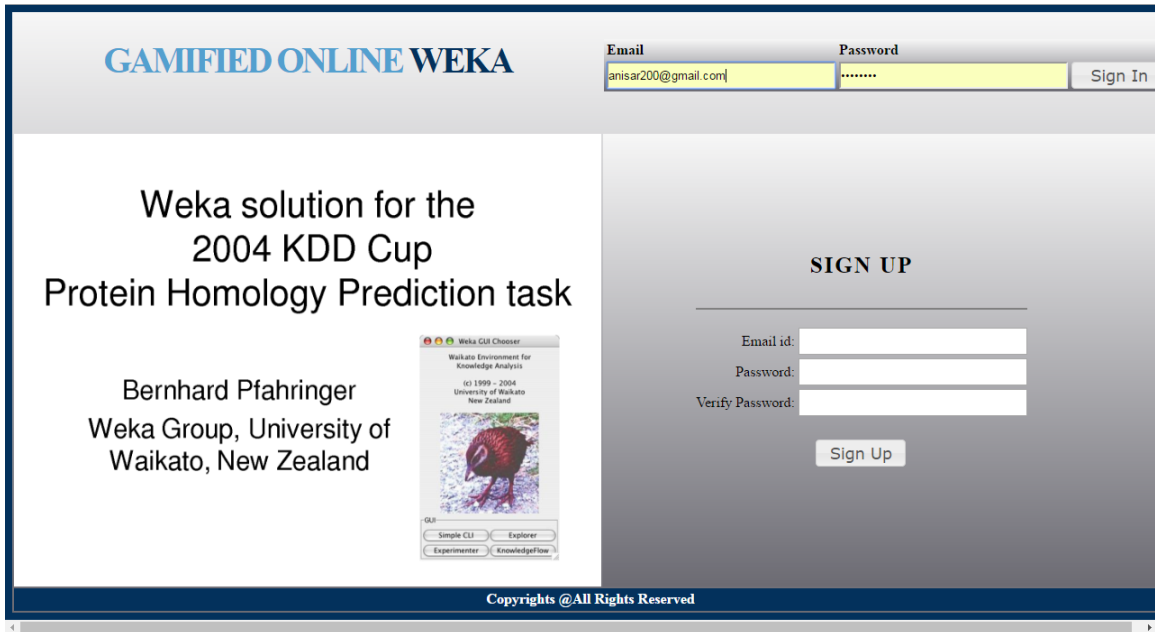 GAMIFIED ONLINE WEKA
Email
Password
anisar200@gmail.com
••••••••
Sign In
Weka solution for the
2004 KDD Cup
Protein Homology Prediction task
Bernhard Pfahringer
Weka Group, University of
Waikato, New Zealand
Weka GUI Chooser
Waikato Environment for
Knowledge Analysis
(c) 1999 – 2004
University of Waikato
New Zealand
GUI
Simple CLI Explorer
Experimenter KnowledgeFlow
SIGN UP
Email id:
Password:
Verify Password:
Sign Up
Copyrights @All Rights Reserved